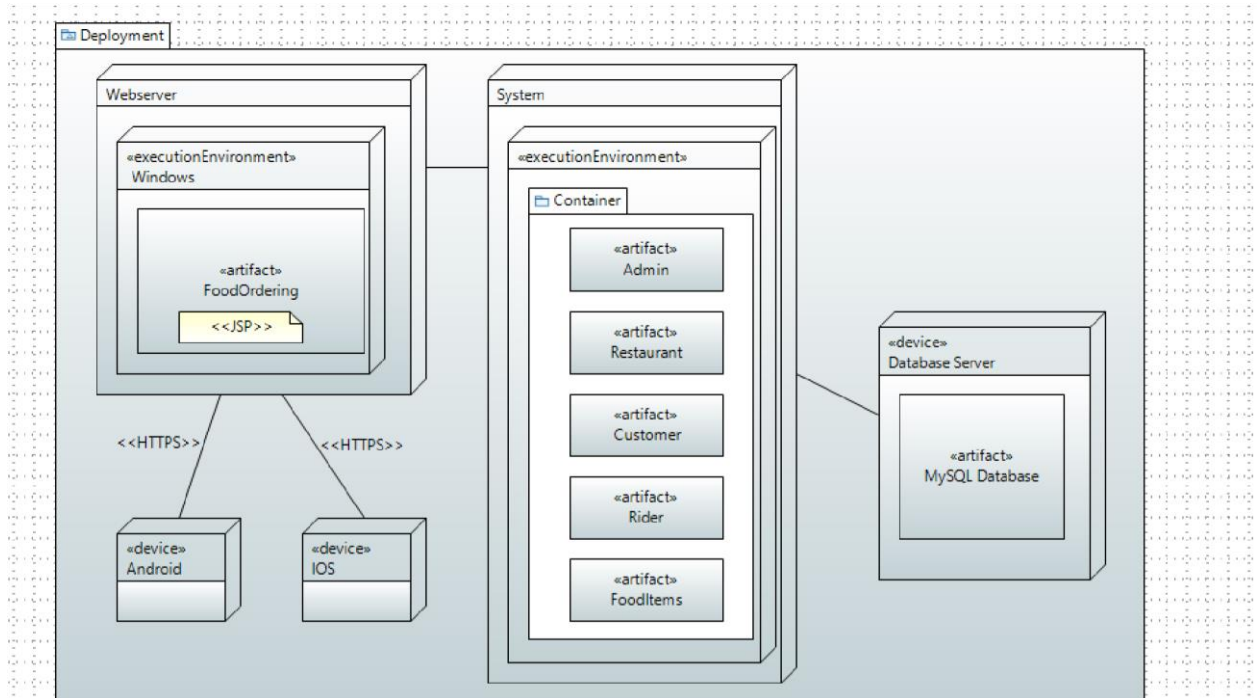 Deployment
Webserver
«executionEnvironment»
Windows
«artifact»
FoodOrdering
<<JSP>>
System
«executionEnvironment»
Container
«artifact»
Admin
«artifact»
Restaurant
«artifact»
Customer
«artifact»
Rider
«artifact»
FoodItems
«device»
Database Server
«artifact»
MySQL Database
<<HTTPS>>
<<HTTPS>>
«device»
Android
«device»
IOS